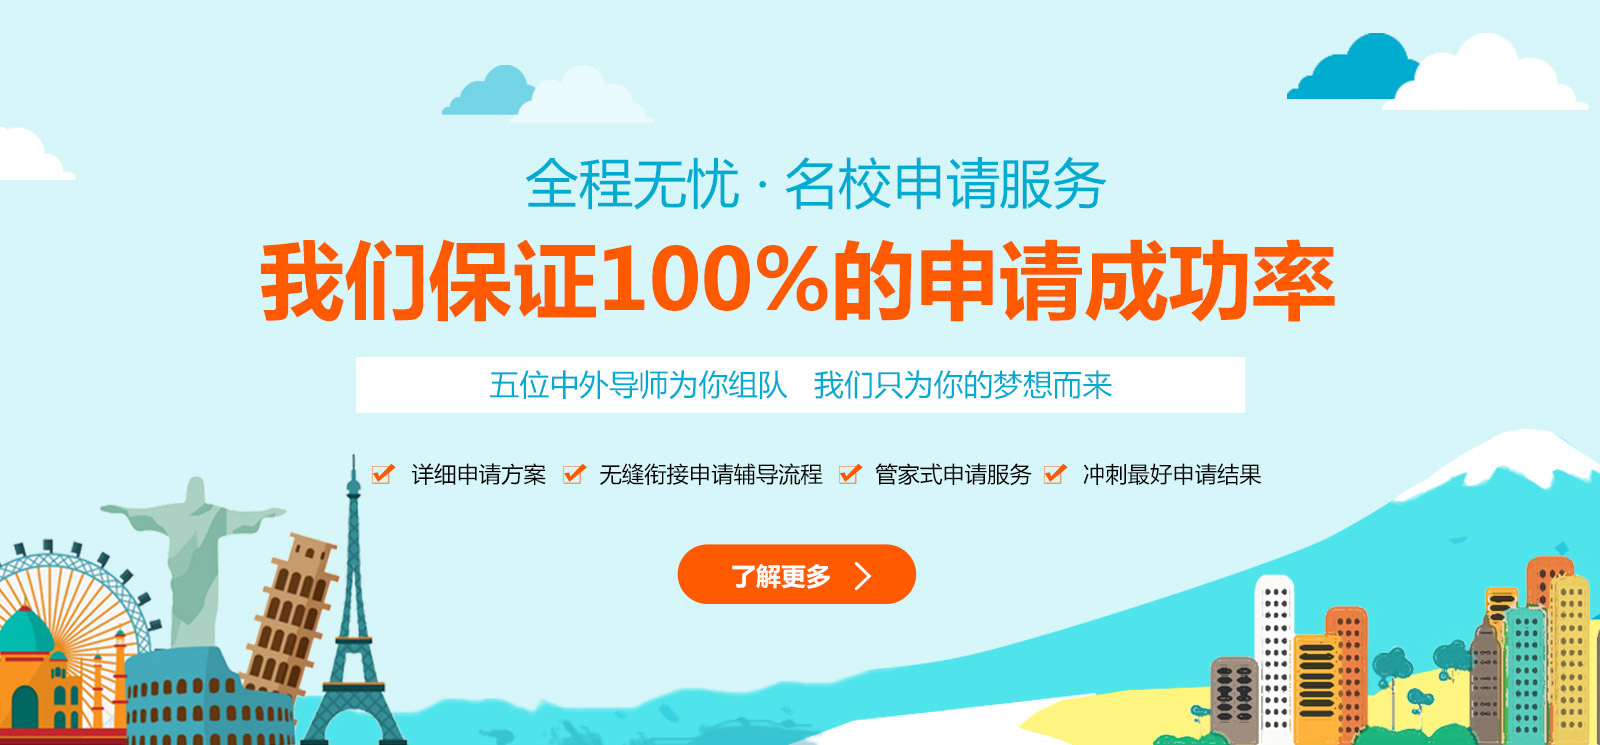 全程无忧 · 名校申请服务
我们保证100%的申请成功率
五位中外导师为你组队 我们只为你的梦想而来
详细申请方案 无缝衔接申请辅导流程 管家式申请服务 冲刺最好申请结果
了解更多